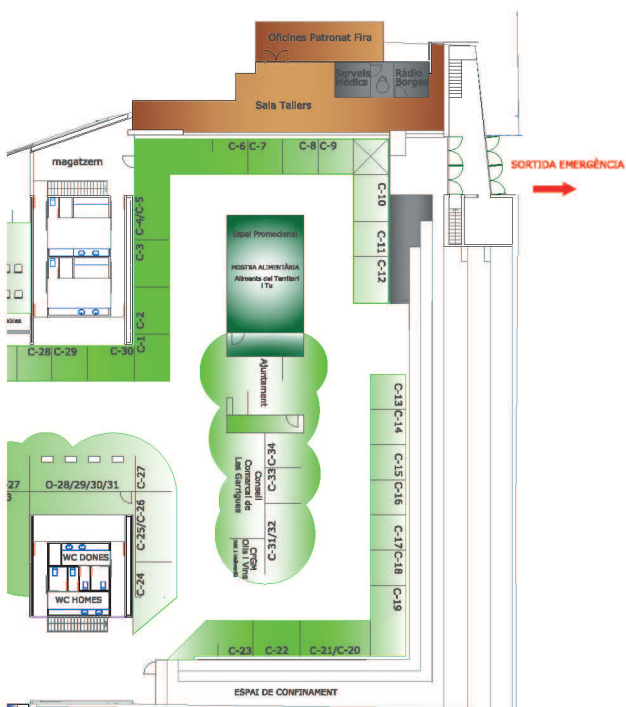 Oficines Patronat Fira
Serveis
Mèdics
Ràdio
Borges
Sala Tallers
SORTIDA EMERGÈNCIA
magatzem
C-6
C-7
C-8
C-9
C-10
C-11
C-12
C-4/C-5
C-3
C-2
C-1
Espai Promocional
MOSTRA ALIMENTÀRIA
Aliments del Territori
i Tu
C-28
C-29
C-30
Ajuntament
C-13
C-14
C-15
C-16
C-17
C-18
C-19
C-34
C-33
Consell
Comarcal de
Les Garrigues
C-31/C32
CFGM
Olis i Vins
O-28/29/30/31
C-27
C-25/C-26
C-24
WC DONES
WC HOMES
C-23
C-22
C-21/C-20
ESPAI DE CONFINAMENT